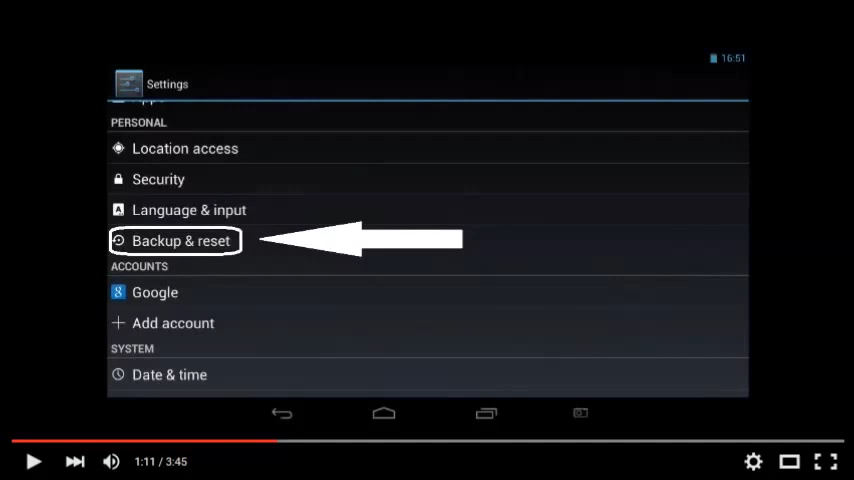 16:51
Settings
PERSONAL
Location access
Security
Language & input
Backup & reset
ACCOUNTS
8 Google
Add account
SYSTEM
Date & time
1:11 / 3:45